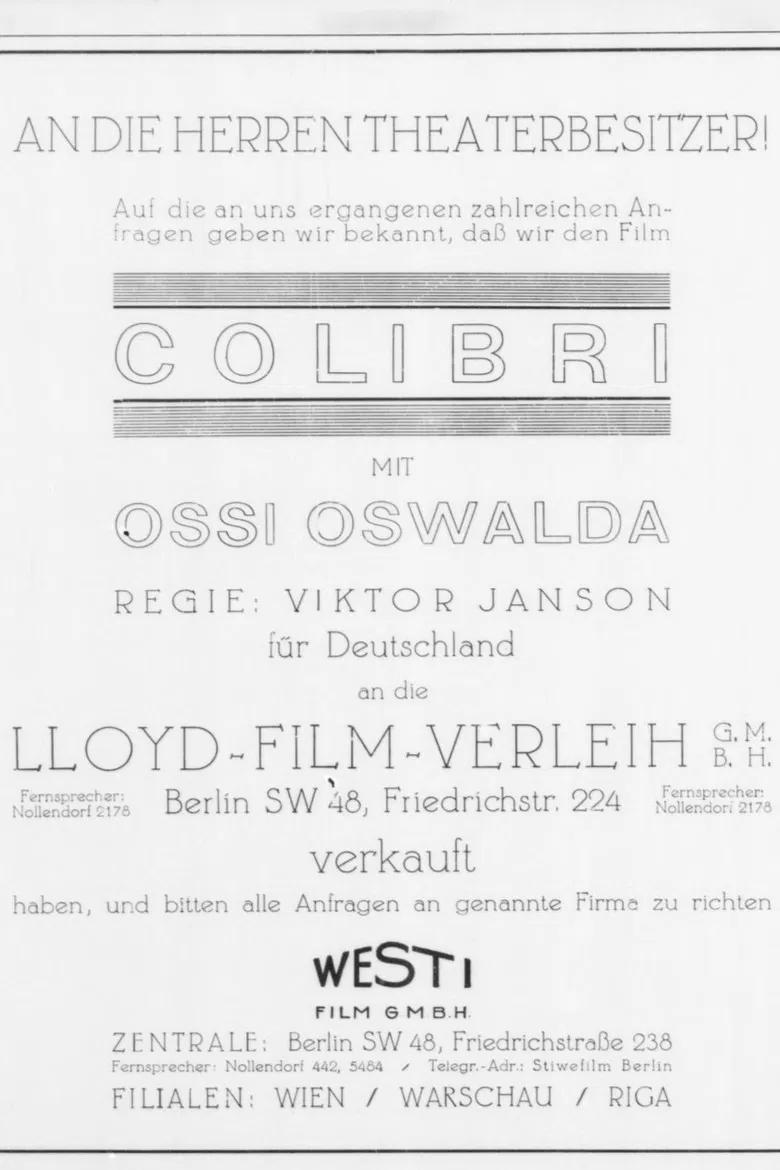 AN DIE HERREN THEATERBESITZER!
Auf die an uns ergangenen zahlreichen An-
fragen geben wir bekannt, daß wir den Film
COLIBRI
MIT
OSSI OSWALDA
REGIE: VIKTOR JANSON
für Deutschland
an die
LLOYD-FILM-VERLEIH G. M. B. H.
Fernsprecher: Nollendorf 2178 Berlin SW 48, Friedrichstr. 224 Fernsprecher: Nollendorf 2178
verkauft
haben, und bitten alle Anfragen an genannte Firma zu richten
WESTI
FILM G M B.H.
ZENTRALE: Berlin SW 48, Friedrichstraße 238
Fernsprecher: Nollendorf 442, 5484 / Telegr.-Adr.: Stiwefilm Berlin
FILIALEN: WIEN / WARSCHAU / RIGA